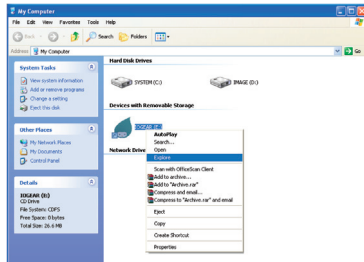 My Computer
File Edit View Favorites Tools Help
Back Search Folders
Address My Computer Go
System Tasks
View system information
Add or remove programs
Change a setting
Eject this disk
Other Places
My Network Places
My Documents
Control Panel
Details
IOGEAR (E:)
CD Drive
File System: CDFS
Free Space: 0 bytes
Total Size: 26.6 MB
Hard Disk Drives
SYSTEM (C:) IMAGE (D:)
Devices with Removable Storage
IOGEAR (E:)
Network Drive
AutoPlay
Search...
Open
Explore
Scan with OfficeScan Client
Add to archive...
Add to "Archive.rar"
Compress and email...
Compress to "Archive.rar" and email
Eject
Copy
Create Shortcut
Properties